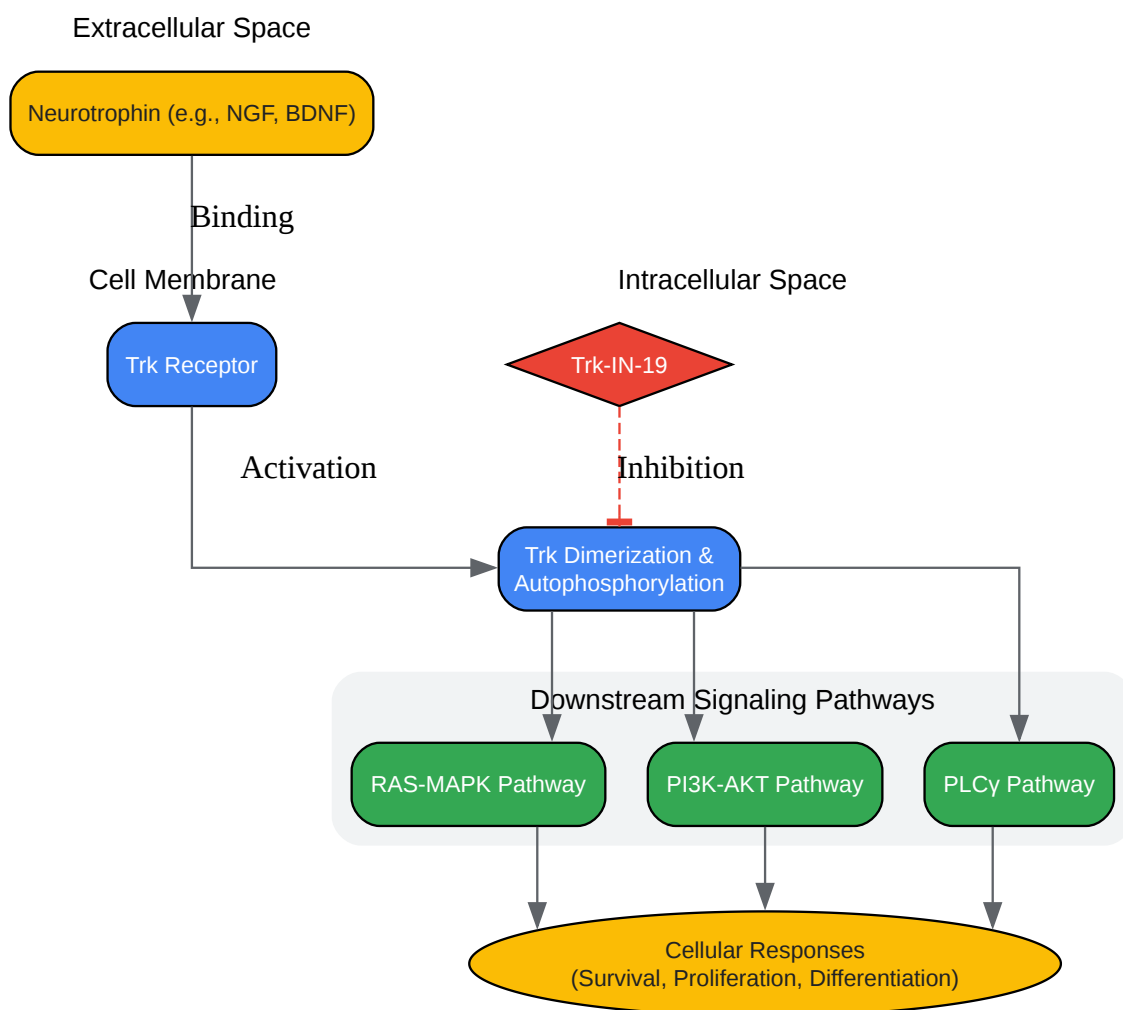 Extracellular Space
Neurotrophin (e.g., NGF, BDNF)
Binding
Cell Membrane
Intracellular Space
Trk Receptor
Trk-IN-19
Activation
Inhibition
Trk Dimerization &
Autophosphorylation
Downstream Signaling Pathways
RAS-MAPK Pathway
PI3K-AKT Pathway
PLCγ Pathway
Cellular Responses
(Survival, Proliferation, Differentiation)